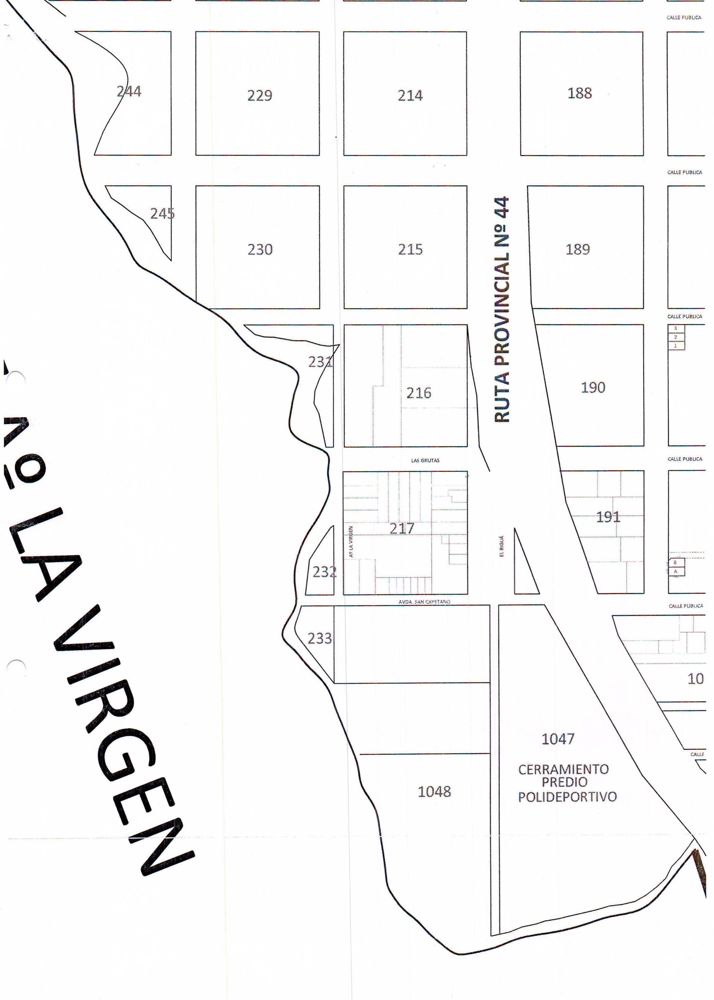 CALLE PUBLICA
244
229
214
188
CALLE PUBLICA
245
230
215
RUTA PROVINCIAL Nº 44
189
CALLE PUBLICA
3
2
1
231
216
190
LAS GRUTAS
CALLE PUBLICA
217
191
Aº LA VIRGEN
EL BIGUÁ
232
B
A
AVDA. SAN CAYETANO
CALLE PUBLICA
233
10
1047
CALLE
CERRAMIENTO
PREDIO
POLIDEPORTIVO
1048
Aº LA VIRGEN